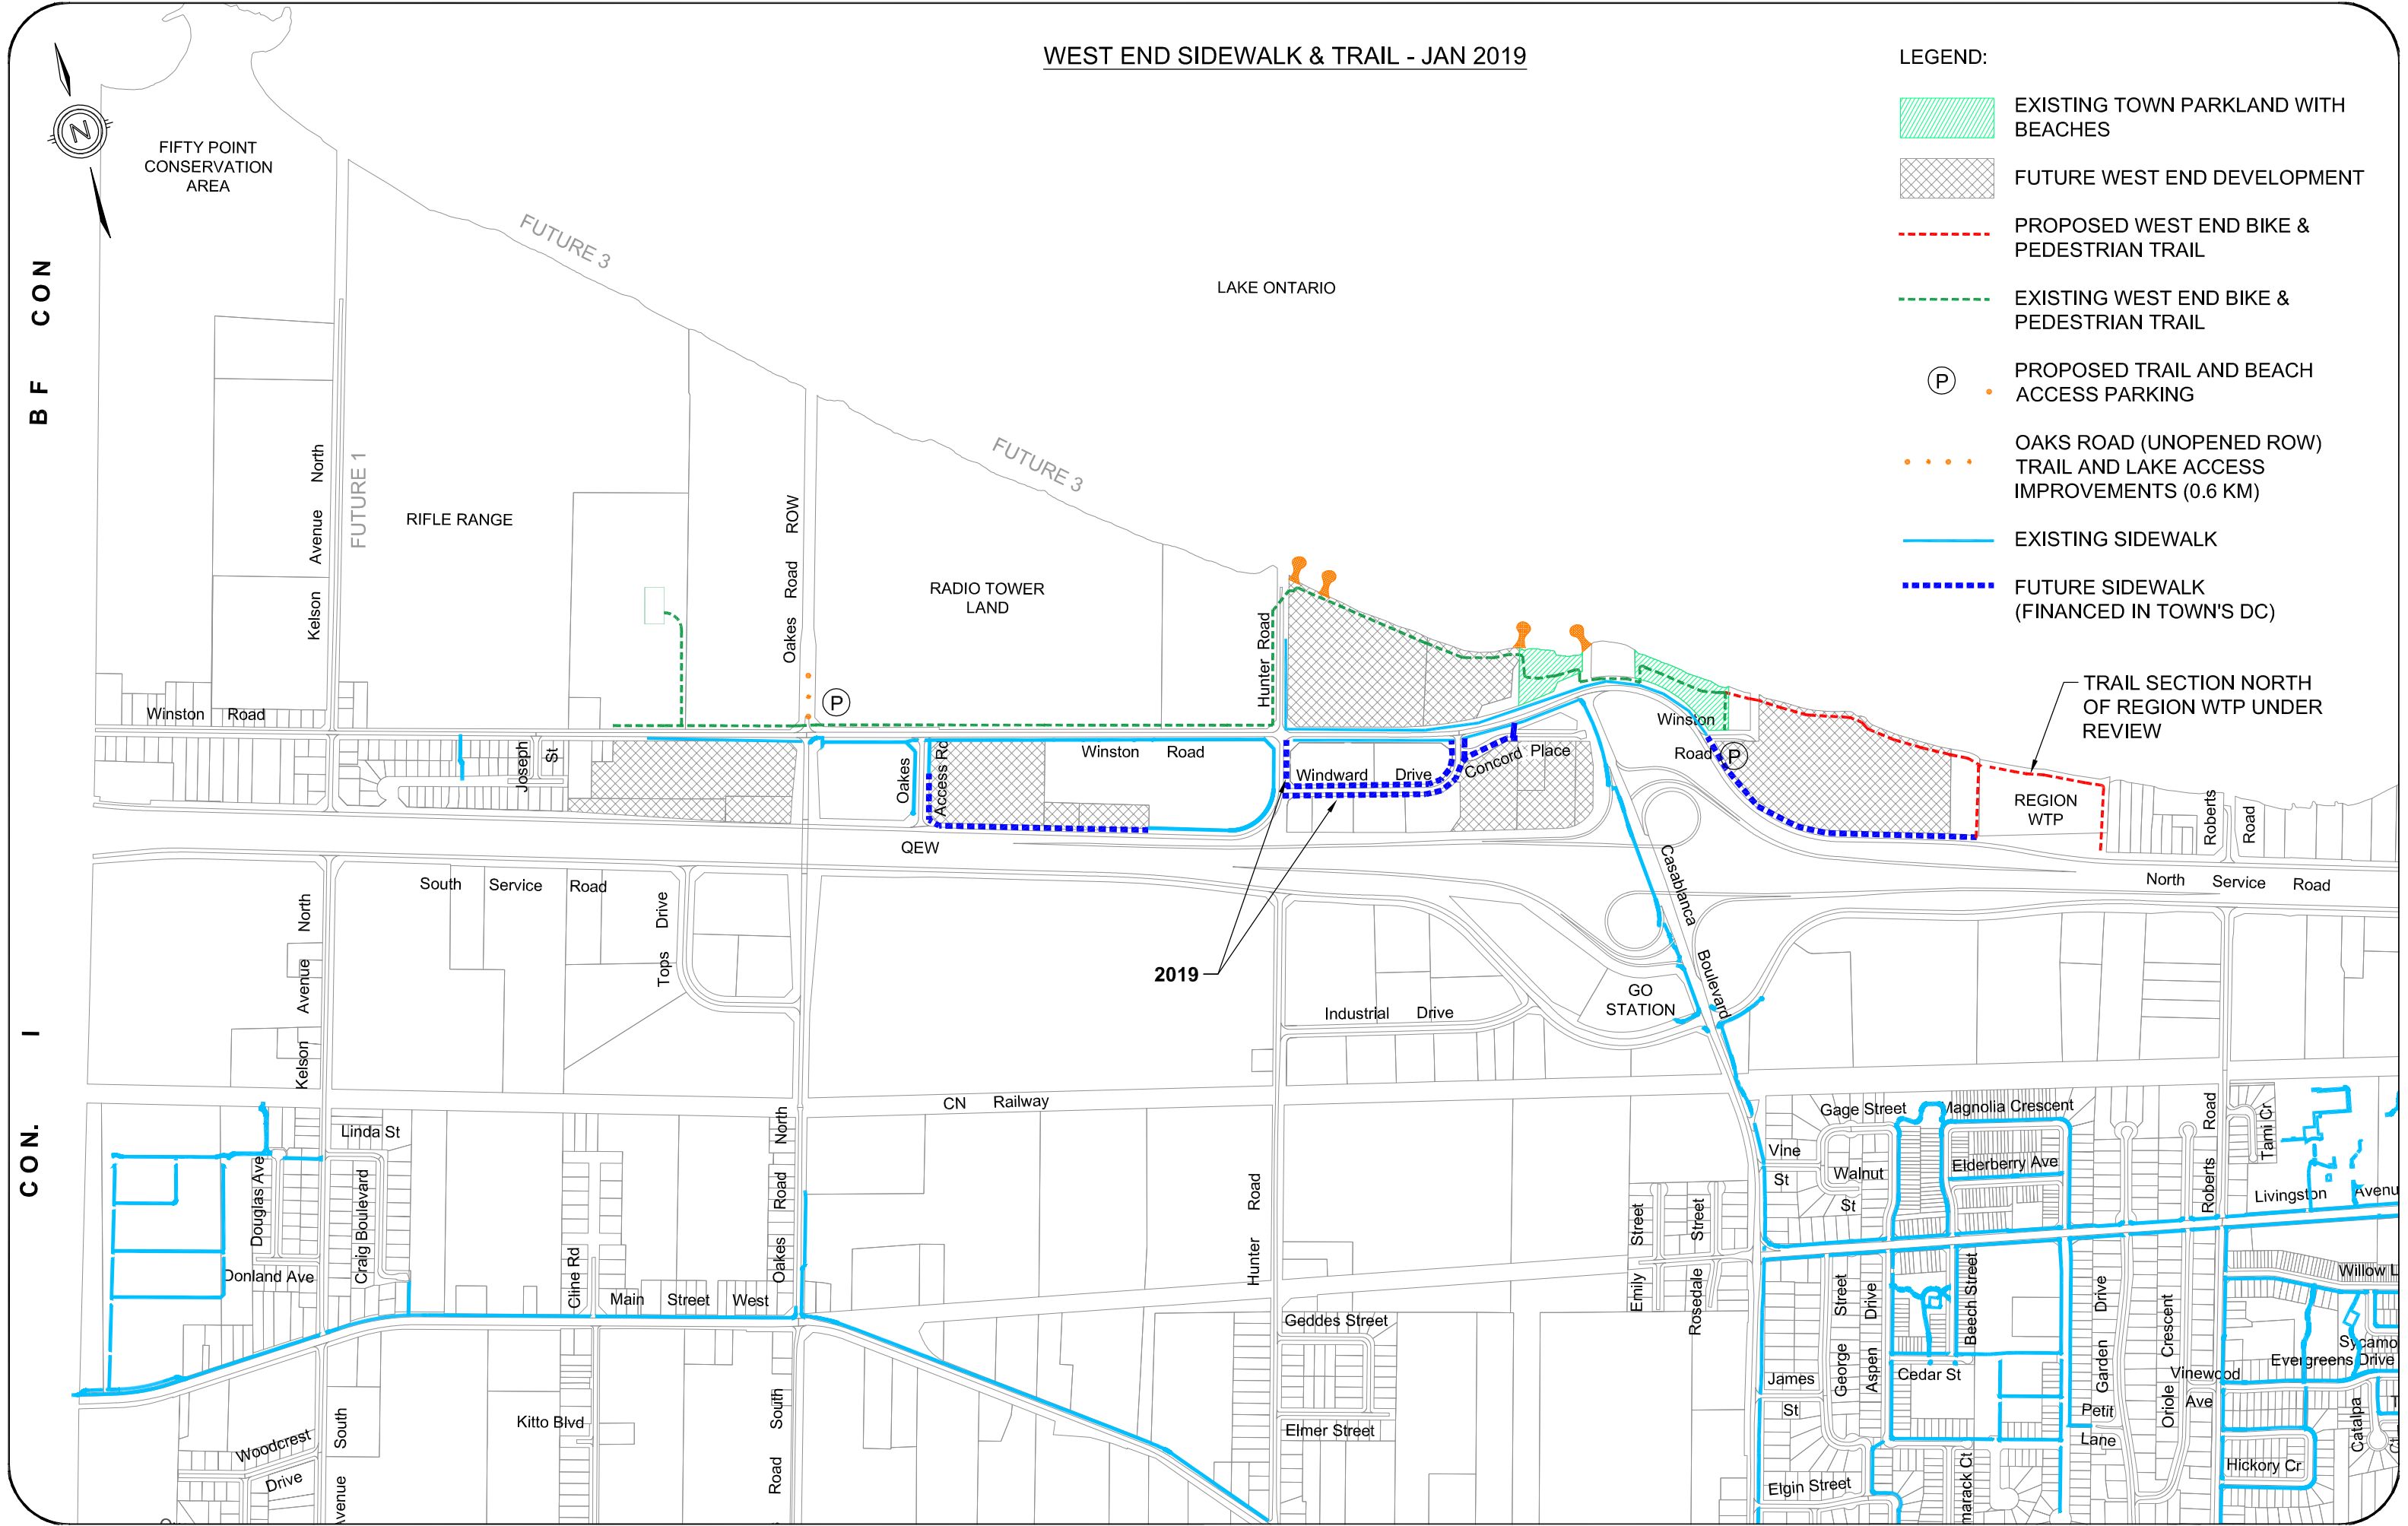 WEST END SIDEWALK & TRAIL - JAN 2019
LEGEND:
EXISTING TOWN PARKLAND WITH
BEACHES
FUTURE WEST END DEVELOPMENT
PROPOSED WEST END BIKE &
PEDESTRIAN TRAIL
EXISTING WEST END BIKE &
PEDESTRIAN TRAIL
P
PROPOSED TRAIL AND BEACH
ACCESS PARKING
OAKS ROAD (UNOPENED ROW)
TRAIL AND LAKE ACCESS
IMPROVEMENTS (0.6 KM)
EXISTING SIDEWALK
FUTURE SIDEWALK
(FINANCED IN TOWN'S DC)
N
FIFTY POINT
CONSERVATION
AREA
BF CON
CON. I
FUTURE 3
LAKE ONTARIO
FUTURE 3
Kelson Avenue North
FUTURE 1
RIFLE RANGE
Oakes Road ROW
RADIO TOWER
LAND
Hunter Road
P
Winston Road
Joseph
St
Oakes
Access Rd
Winston Road
Windward Drive
Concord Place
Winston
Road
P
TRAIL SECTION NORTH
OF REGION WTP UNDER
REVIEW
REGION
WTP
Roberts
Road
QEW
Casablanca
Boulevard
North Service Road
South Service Road
Kelson Avenue North
Tops Drive
2019
Industrial Drive
GO
STATION
CN Railway
Linda St
Douglas Ave
Craig Boulevard
Donland Ave
Cline Rd
Main Street West
Oakes Road North
Hunter Road
Geddes Street
Elmer Street
Emily Street
Rosedale Street
Gage Street
Magnolia Crescent
Vine
St
Walnut
St
Elderberry Ave
Roberts Road
Tami Cr
Livingston Avenu
Willow L
Sycamo
Evergreens Drive
Vinewood
Ave
George Street
Aspen Drive
Beech Street
Cedar St
Garden Drive
Oriole Crescent
James
St
Petit
Lane
Catalpa
Hickory Cr
Elgin Street
marack Ct
Woodcrest
Drive
Avenue South
Kitto Blvd
Road South